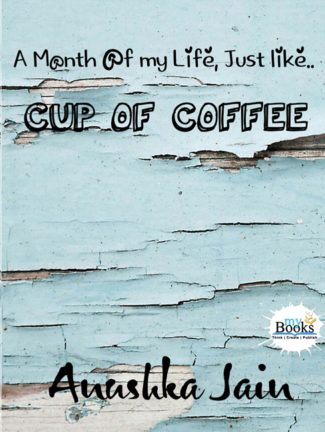 A M@nth @f my Life, Just like..
CUP OF COFFEE
my
Books
Think | Create | Publish
Anushka Jain